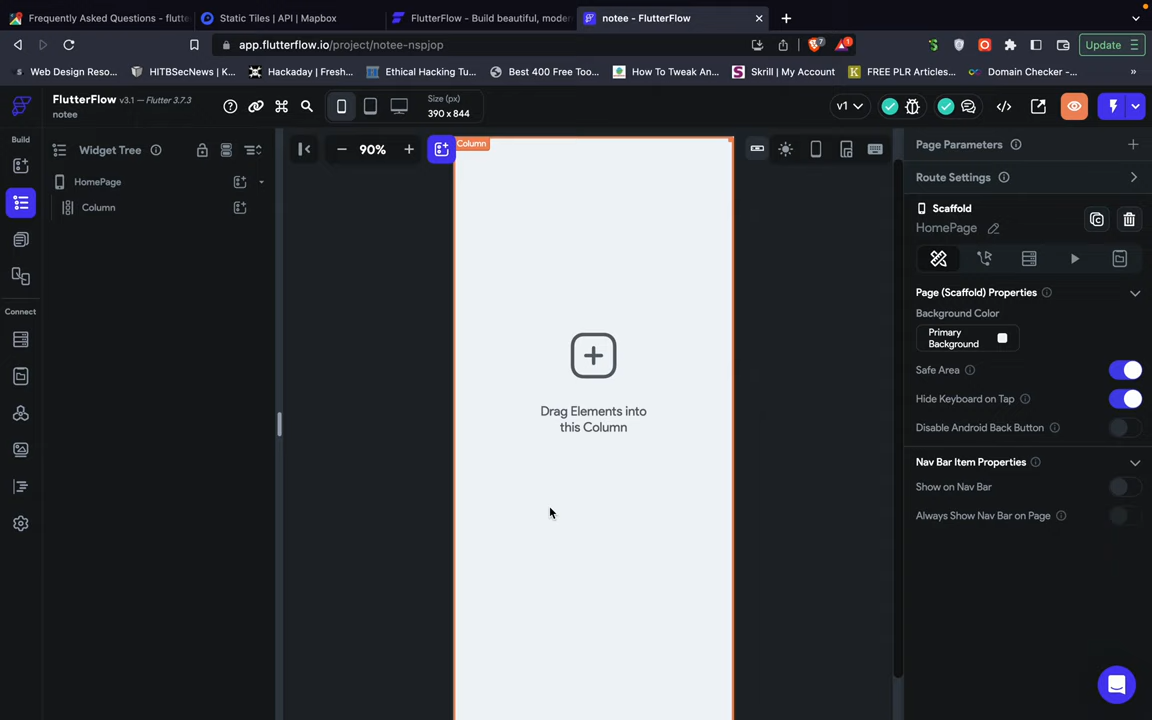 Frequently Asked Questions - flutte
Static Tiles | API | Mapbox
FlutterFlow - Build beautiful, moder
notee - FlutterFlow
app.flutterflow.io/project/notee-nspjop
7
1
Update
Web Design Reso...
HITBSecNews | K...
Hackaday | Fresh...
Ethical Hacking Tu...
Best 400 Free Too...
How To Tweak An...
Skrill | My Account
FREE PLR Articles...
Domain Checker -...
»
FlutterFlow v3.1 — Flutter 3.7.3
notee
Size (px)
390 x 844
v1
Build
Widget Tree
90%
Column
HomePage
Column
Connect
Drag Elements into
this Column
Page Parameters
Route Settings
Scaffold
HomePage
Page (Scaffold) Properties
Background Color
Primary
Background
Safe Area
Hide Keyboard on Tap
Disable Android Back Button
Nav Bar Item Properties
Show on Nav Bar
Always Show Nav Bar on Page